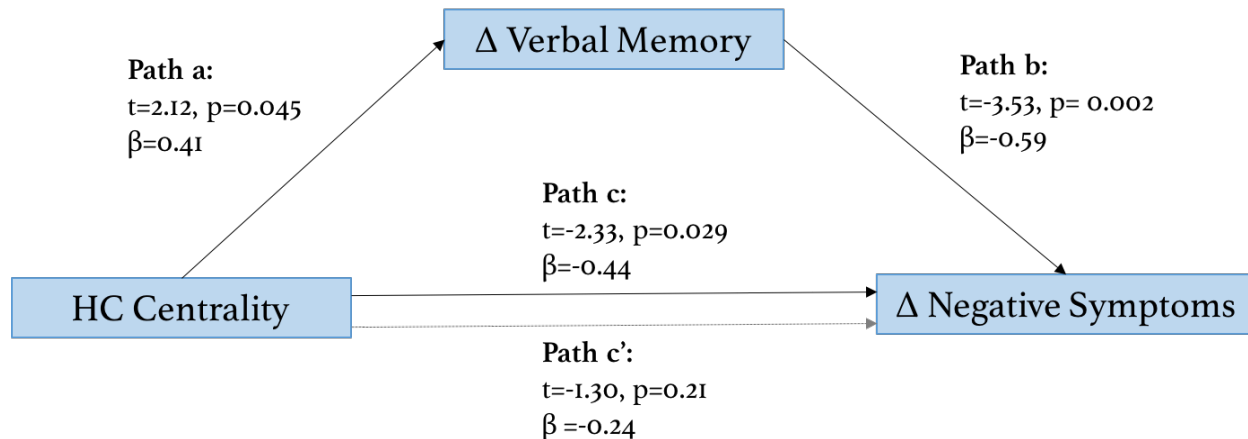 Δ Verbal Memory
Path a:
t=2.12, p=0.045
β=0.41
Path b:
t=-3.53, p= 0.002
β=-0.59
Path c:
t=-2.33, p=0.029
β=-0.44
HC Centrality
Δ Negative Symptoms
Path c’:
t=-1.30, p=0.21
β =-0.24